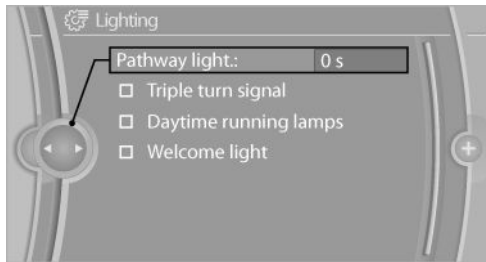 Lighting
Pathway light.: 0 s
Triple turn signal
Daytime running lamps
Welcome light